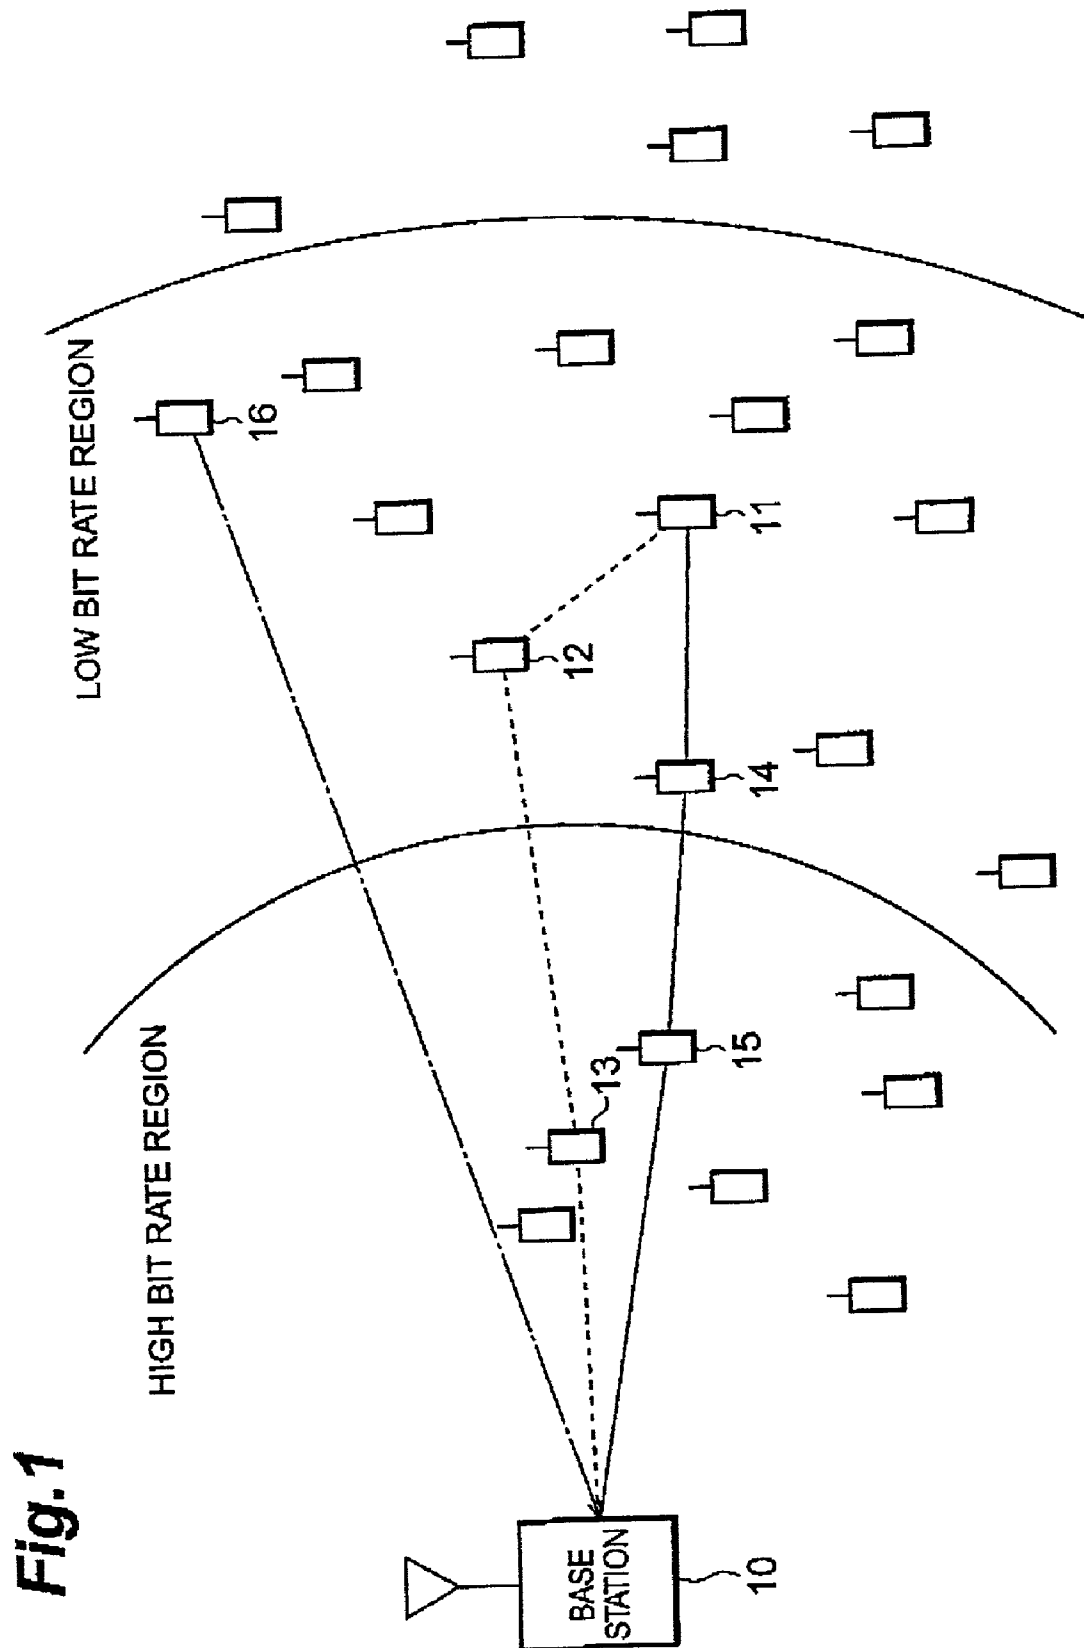 Fig.1
HIGH BIT RATE REGION
LOW BIT RATE REGION
16
12
11
13
14
15
BASE
STATION
10